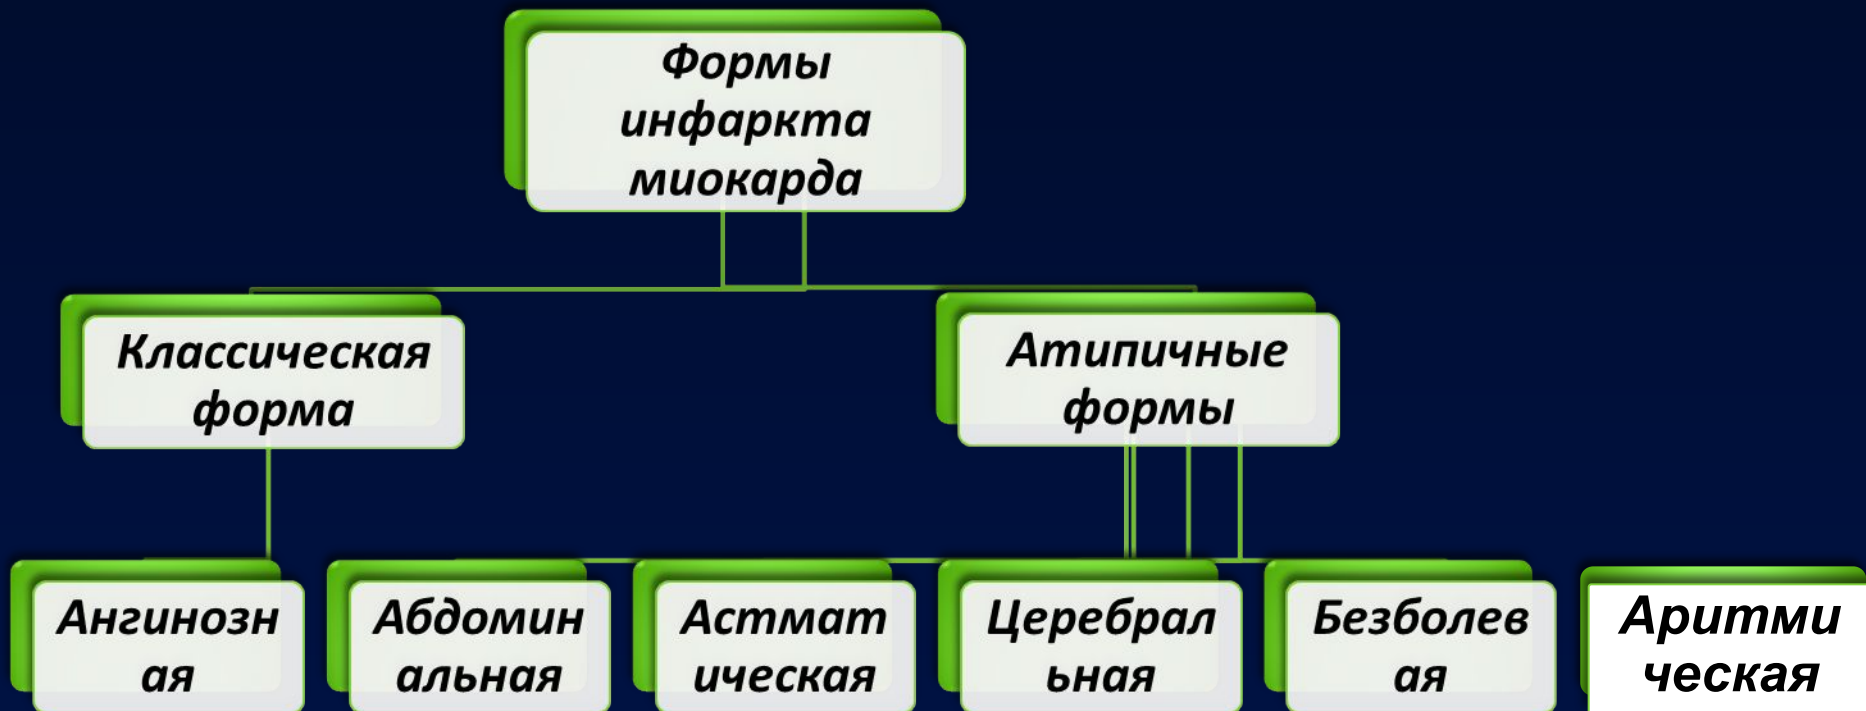 Формы
инфаркта
миокарда
Классическая
форма
Атипичные
формы
Ангинозн
ая
Абдомин
альная
Астмат
ическая
Церебрал
ьная
Безболев
ая
Аритми
ческая